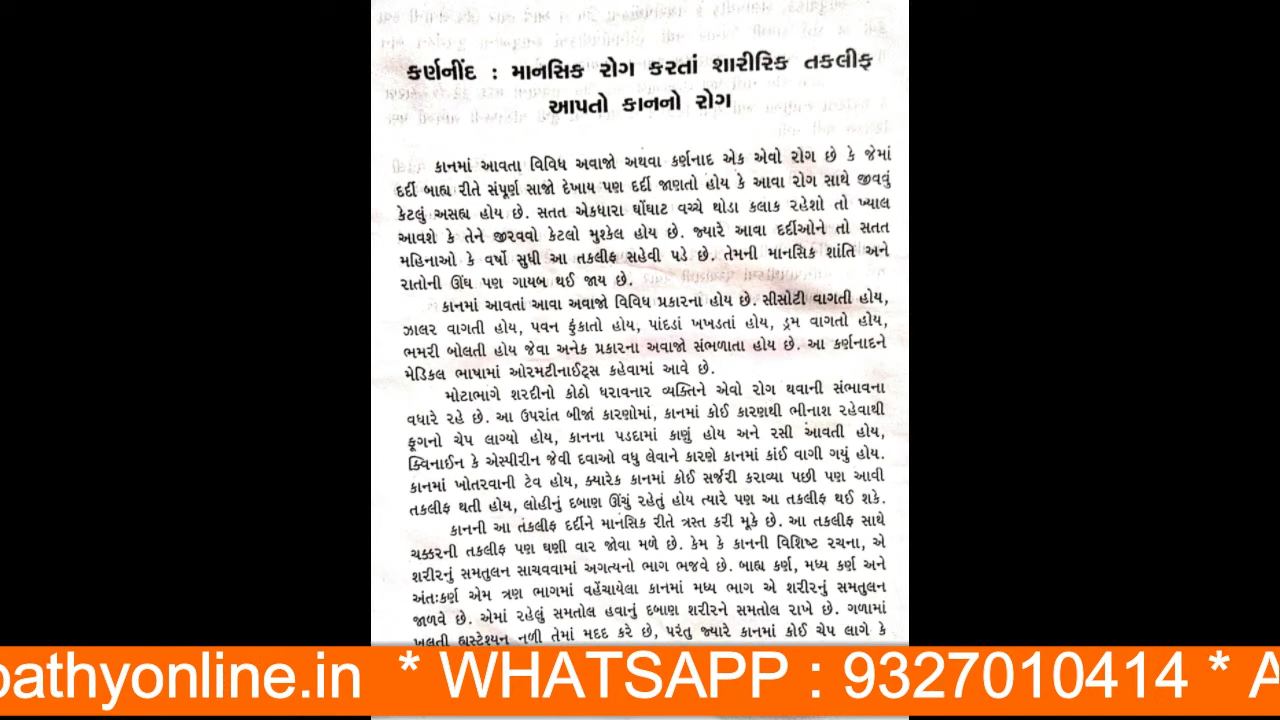 કર્ણનીંદ : માનસિક રોગ કરતાં શારીરિક તકલીફ
આપતો કાનનો રોગ
કાનમાં આવતા વિવિધ અવાજો અથવા કર્ણનાદ એક એવો રોગ છે કે જેમાં
દર્દી બાહ્ય રીતે સંપૂર્ણ સાજો દેખાય પણ દર્દી જાણતો હોય કે આવા રોગ સાથે જીવવું
કેટલું અસહ્ય હોય છે. સતત એકધારા ઘોંઘાટ વચ્ચે થોડા કલાક રહેશો તો ખ્યાલ
આવશે કે તેને જીરવવો કેટલો મુશ્કેલ હોય છે. જ્યારે આવા દર્દીઓને તો સતત
મહિનાઓ કે વર્ષો સુધી આ તકલીફ સહેવી પડે છે. તેમની માનસિક શાંતિ અને
રાતોની ઊંઘ પણ ગાયબ થઈ જાય છે.
કાનમાં આવતાં આવા અવાજો વિવિધ પ્રકારનાં હોય છે. સીસોટી વાગતી હોય,
ઝાલર વાગતી હોય, પવન ફુંકાતો હોય, પાંદડાં ખખડતાં હોય, ડ્રમ વાગતો હોય,
ભમરી બોલતી હોય જેવા અનેક પ્રકારના અવાજો સંભળાતા હોય છે. આ કર્ણનાદને
મેડિકલ ભાષામાં ઓરમટીનાઈટ્સ કહેવામાં આવે છે.
મોટાભાગે શરદીનો કોઠો ધરાવનાર વ્યક્તિને એવો રોગ થવાની સંભાવના
વધારે રહે છે. આ ઉપરાંત બીજાં કારણોમાં, કાનમાં કોઈ કારણથી ભીનાશ રહેવાથી
ફૂગનો ચેપ લાગ્યો હોય, કાનના પડદામાં કાણું હોય અને રસી આવતી હોય,
ક્વિનાઈન કે એસ્પીરીન જેવી દવાઓ વધુ લેવાને કારણે કાનમાં કાંઈ વાગી ગયું હોય.
કાનમાં ખોતરવાની ટેવ હોય, ક્યારેક કાનમાં કોઈ સર્જરી કરાવ્યા પછી પણ આવી
તકલીફ થતી હોય, લોહીનું દબાણ ઊંચું રહેતું હોય ત્યારે પણ આ તકલીફ થઈ શકે.
કાનની આ તંકલીફ દર્દીને માનસિક રીતે ત્રસ્ત કરી મૂકે છે. આ તકલીફ સાથે
ચક્કરની તકલીફ પણ ઘણી વાર જોવા મળે છે. કેમ કે કાનની વિશિષ્ટ રચના, એ
શરીરનું સમતુલન સાચવવામાં અગત્યનો ભાગ ભજવે છે. બાહ્ય કર્ણ, મધ્ય કર્ણ અને
અંતઃકર્ણ એમ ત્રણ ભાગમાં વહેંચાયેલા કાનમાં મધ્ય ભાગ એ શરીરનું સમતુલન
જાળવે છે. એમાં રહેલું સમતોલ હવાનું દબાણ શરીરને સમતોલ રાખે છે. ગળામાં
ખૂલતી હ્યસ્ટેશ્યન નળી તેમાં મદદ કરે છે, પરંતુ જ્યારે કાનમાં કોઈ ચેપ લાગે કે
pathyonline.in * WHATSAPP : 9327010414 * A